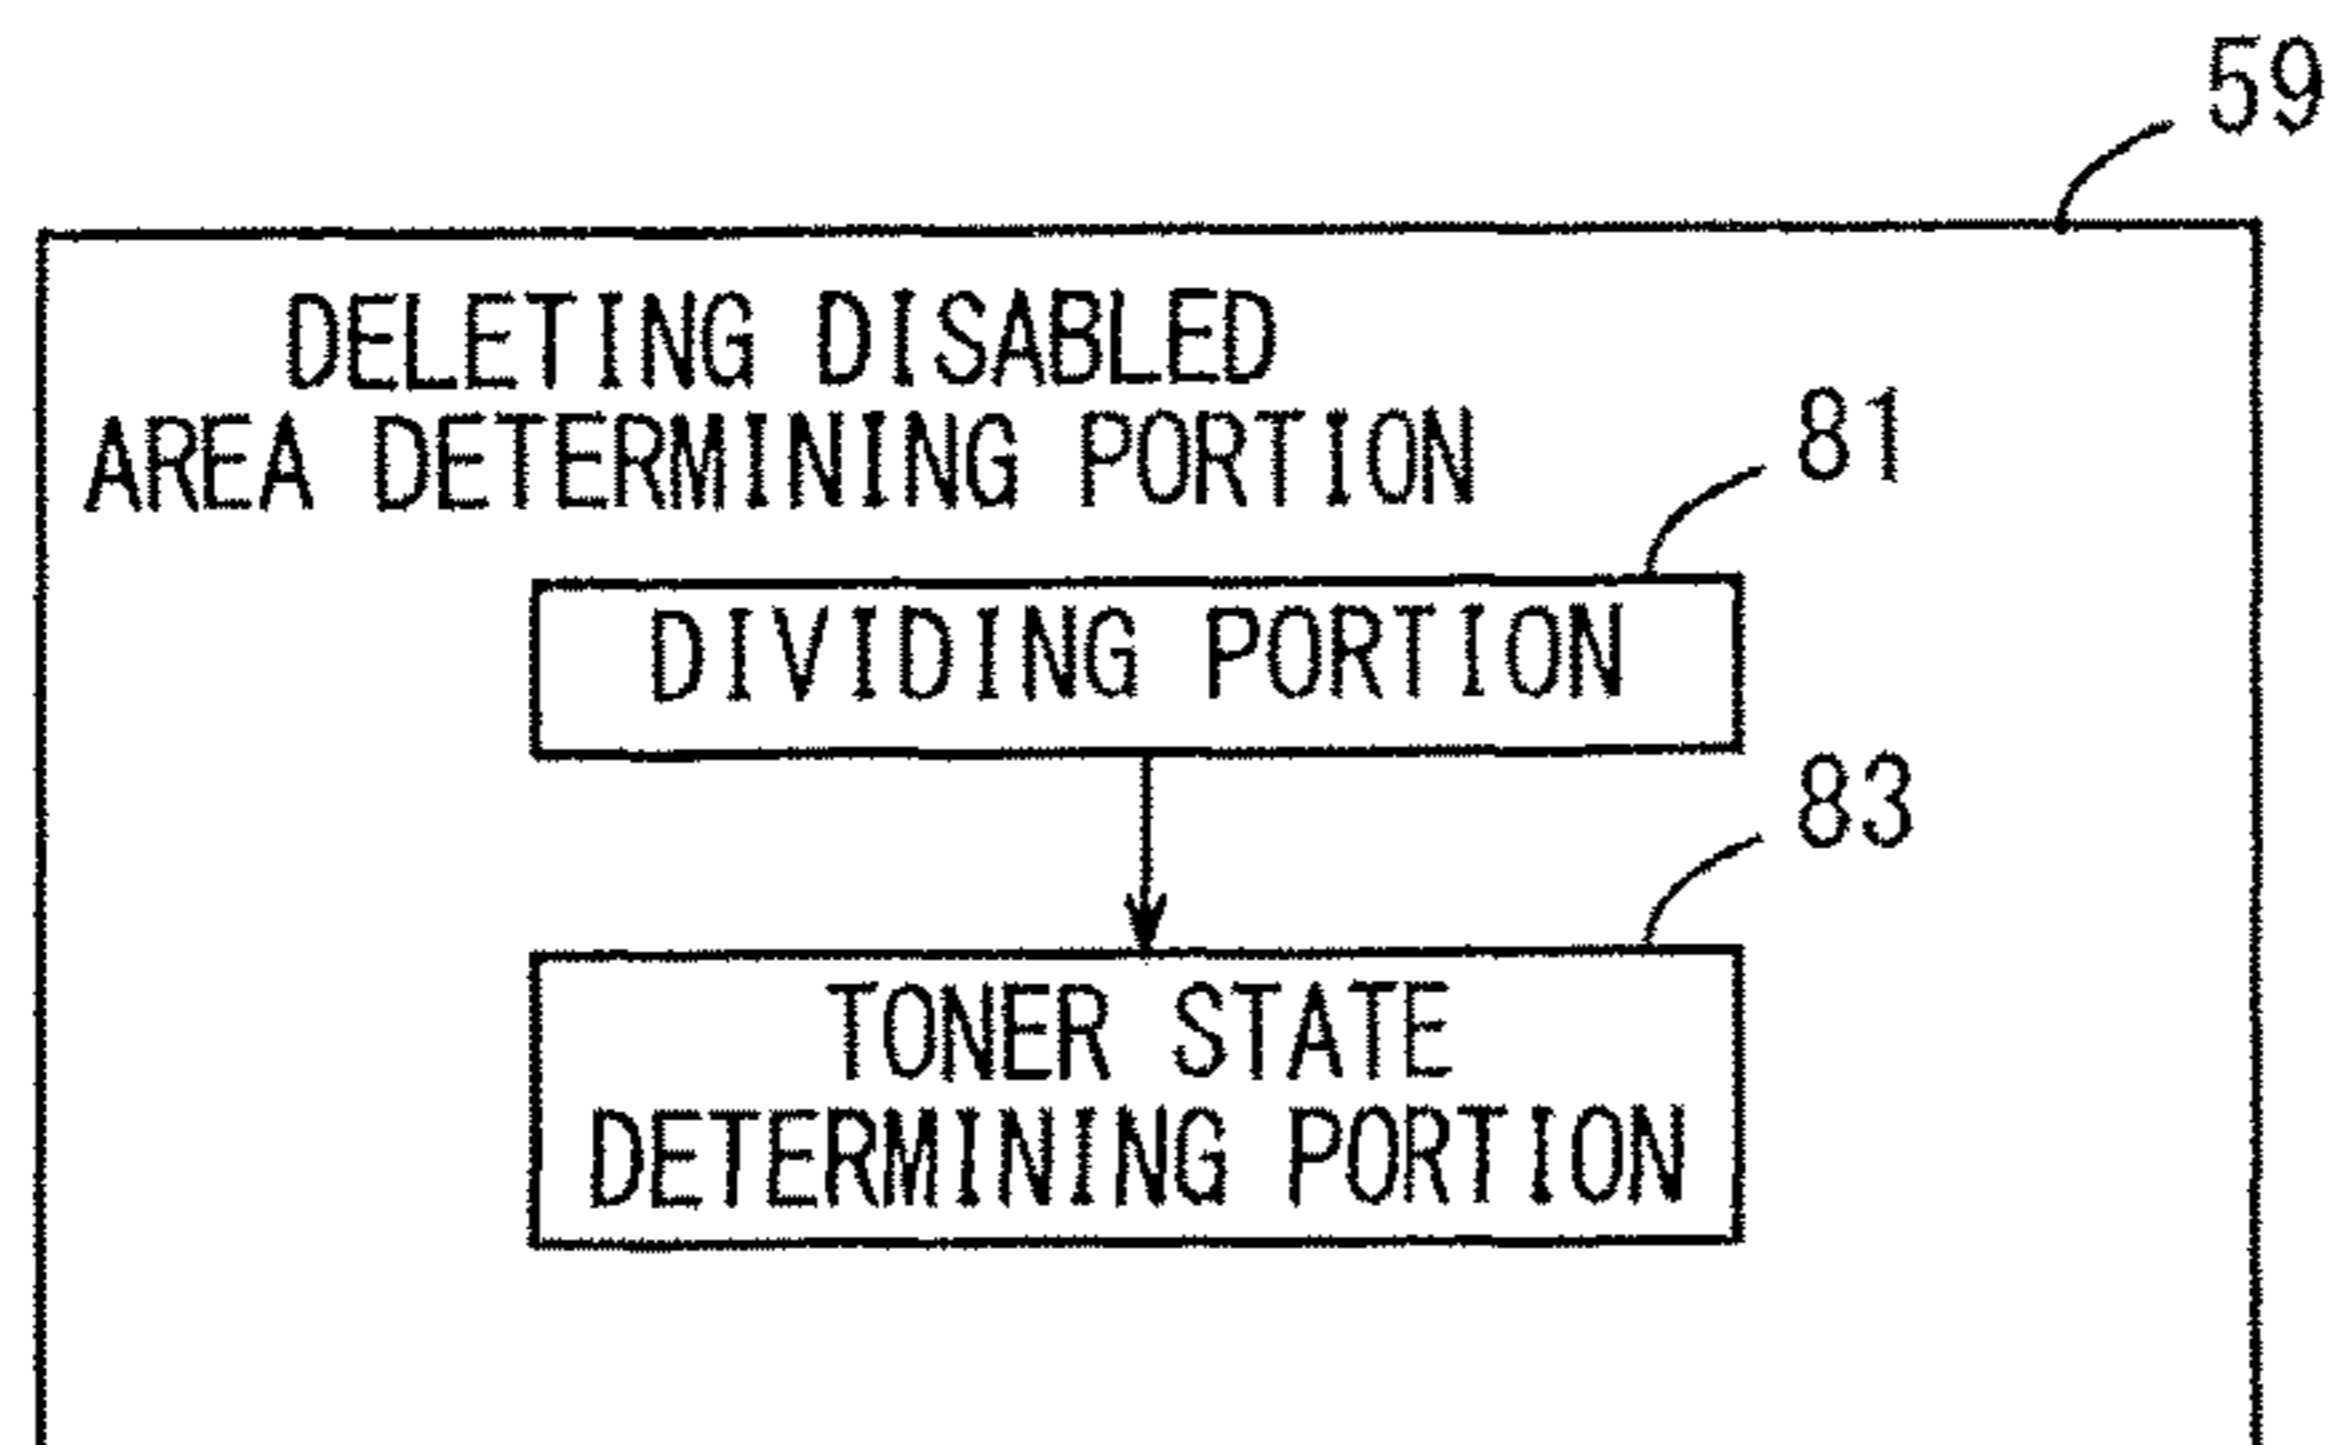 59
DELETING DISABLED
AREA DETERMINING PORTION
81
DIVIDING PORTION
83
TONER STATE
DETERMINING PORTION